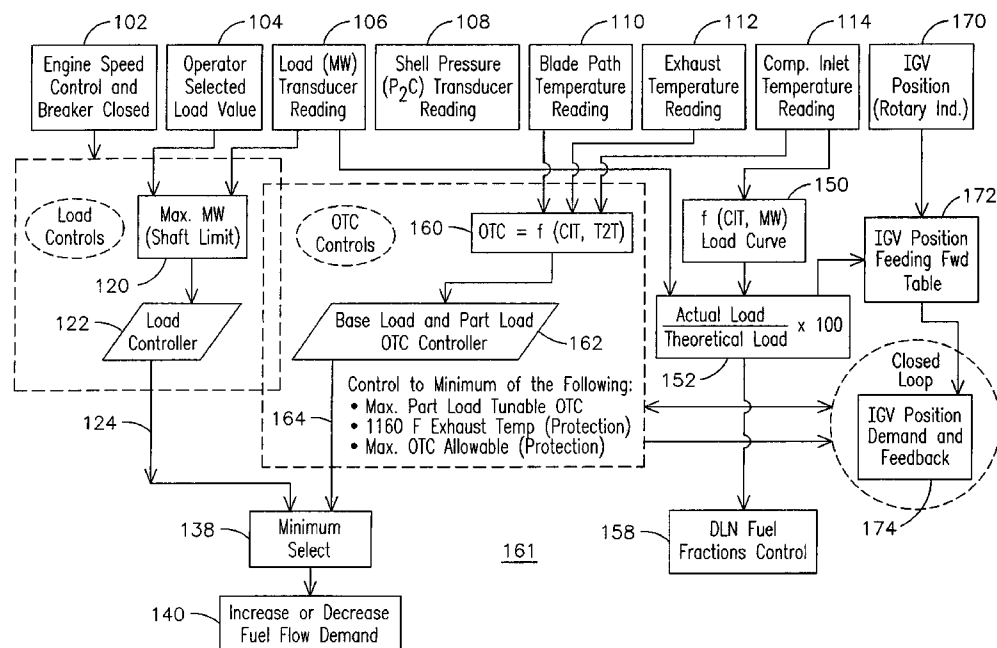 102
104
106
108
110
112
114
170
Engine Speed
Control and
Breaker Closed
Operator
Selected
Load Value
Load (MW)
Transducer
Reading
Shell Pressure
(P2C) Transducer
Reading
Blade Path
Temperature
Reading
Exhaust
Temperature
Reading
Comp. Inlet
Temperature
Reading
IGV
Position
(Rotary Ind.)
Load
Controls
Max. MW
(Shaft Limit)
120
OTC
Controls
160
OTC = f (CIT, T2T)
150
f (CIT, MW)
Load Curve
172
IGV Position
Feeding Fwd
Table
122
Load
Controller
Base Load and Part Load
OTC Controller
162
Actual Load
Theoretical Load
x 100
152
Closed
Loop
124
164
Control to Minimum of the Following:
• Max. Part Load Tunable OTC
• 1160 F Exhaust Temp (Protection)
• Max. OTC Allowable (Protection)
IGV Position
Demand and
Feedback
174
138
Minimum
Select
161
158
DLN Fuel
Fractions Control
140
Increase or Decrease
Fuel Flow Demand